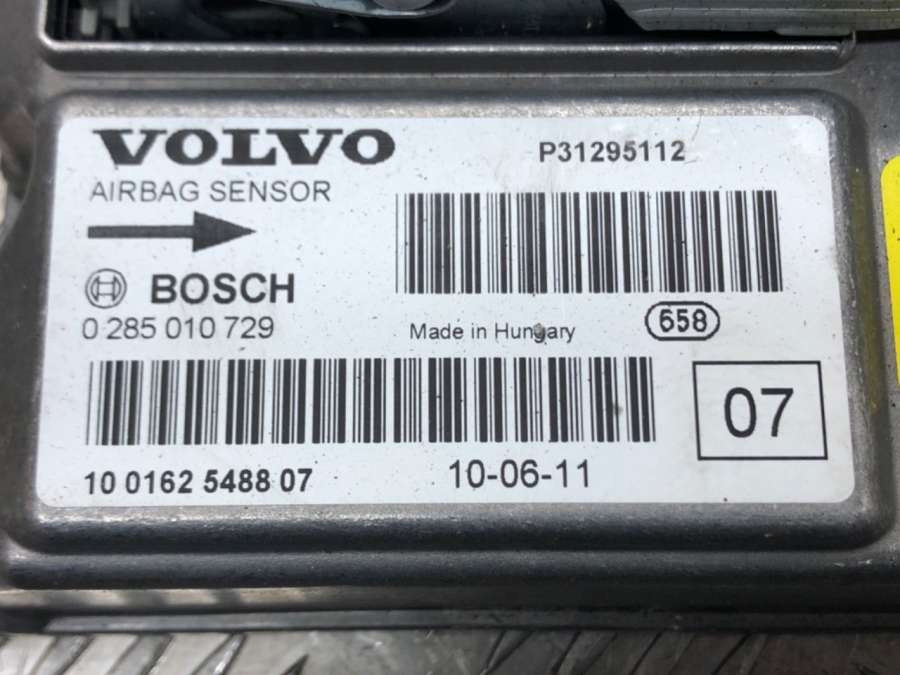 VOLVO
P31295112
AIRBAG SENSOR
BOSCH
0 285 010 729
Made in Hungary
658
07
10 0162 5488 07
10-06-11